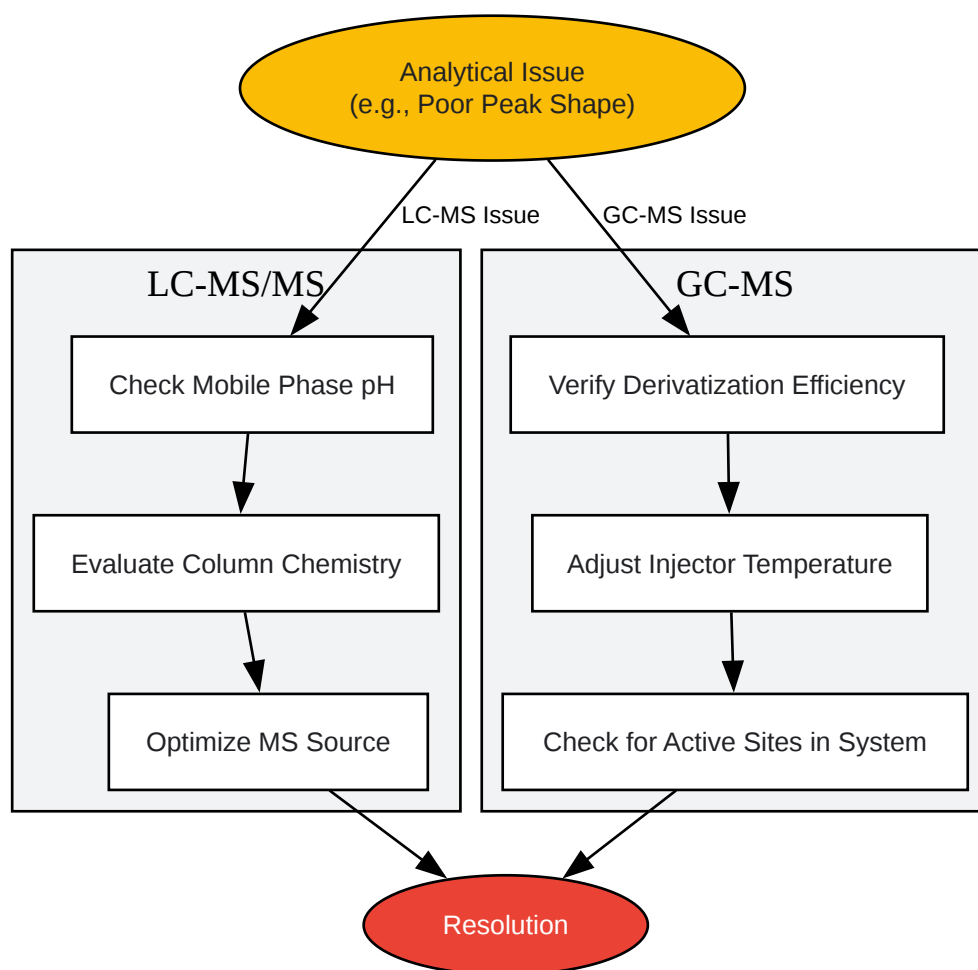 Analytical Issue
(e.g., Poor Peak Shape)
LC-MS Issue
GC-MS Issue
LC-MS/MS
Check Mobile Phase pH
Evaluate Column Chemistry
Optimize MS Source
GC-MS
Verify Derivatization Efficiency
Adjust Injector Temperature
Check for Active Sites in System
Resolution